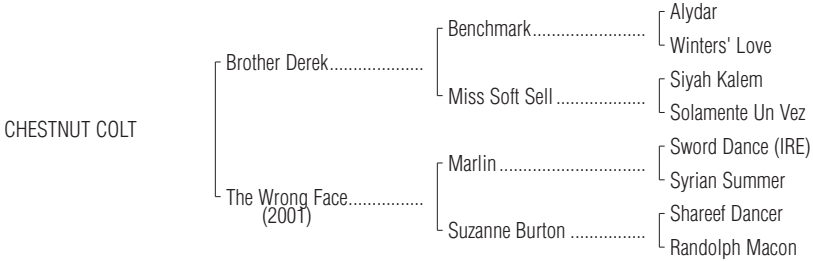 Alydar
Benchmark........................
Winters' Love
Brother Derek....................
Siyah Kalem
Miss Soft Sell ...................
Solamente Un Vez
CHESTNUT COLT
Sword Dance (IRE)
Marlin ...............................
Syrian Summer
The Wrong Face................
(2001)
Shareef Dancer
Suzanne Burton ................
Randolph Macon